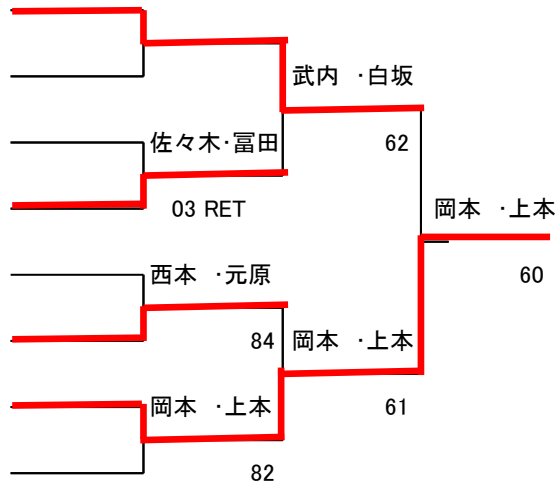 武内 ・白坂
佐々木・冨田
62
03 RET
岡本 ・上本
西本 ・元原
60
84
岡本 ・上本
岡本 ・上本
61
82